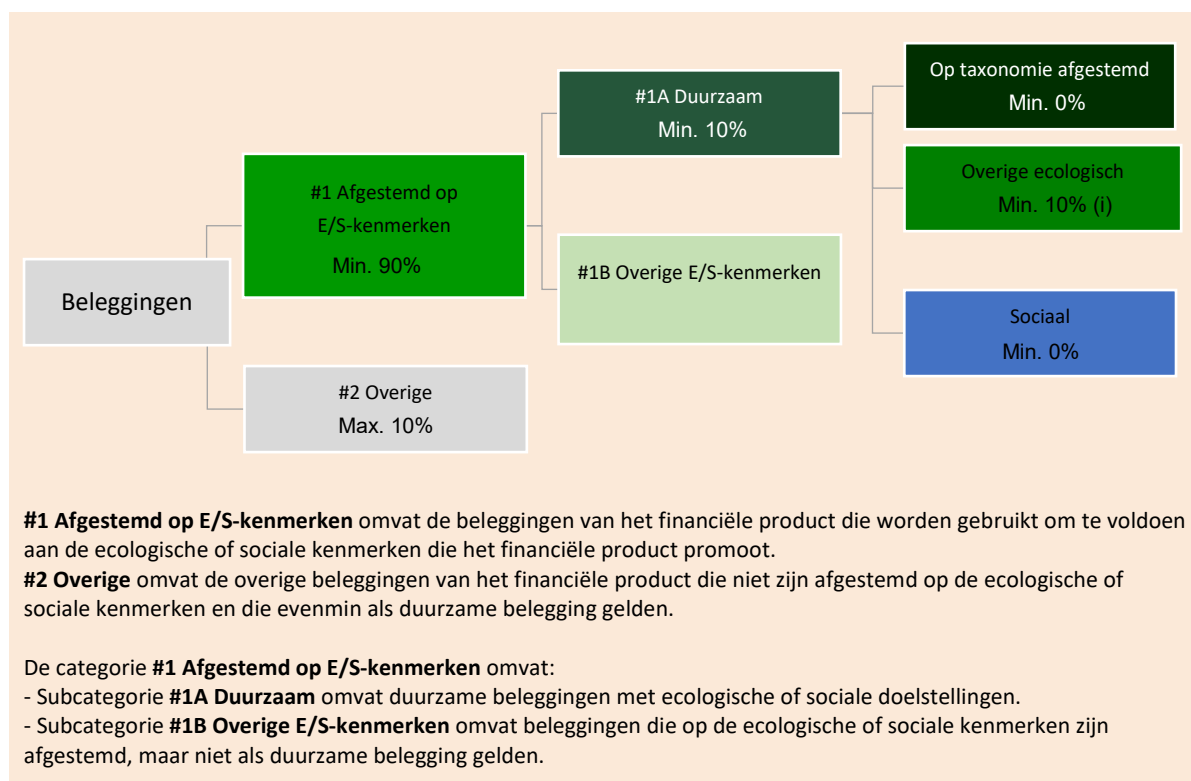 Beleggingen
#1 Afgestemd op
E/S-kenmerken
Min. 90%
#2 Overige
Max. 10%
#1A Duurzaam
Min. 10%
#1B Overige E/S-kenmerken
Op taxonomie afgestemd
Min. 0%
Overige ecologisch
Min. 10% (i)
Sociaal
Min. 0%
#1 Afgestemd op E/S-kenmerken omvat de beleggingen van het financiële product die worden gebruikt om te voldoen
aan de ecologische of sociale kenmerken die het financiële product promoot.
#2 Overige omvat de overige beleggingen van het financiële product die niet zijn afgestemd op de ecologische of
sociale kenmerken en die evenmin als duurzame belegging gelden.
De categorie #1 Afgestemd op E/S-kenmerken omvat:
- Subcategorie #1A Duurzaam omvat duurzame beleggingen met ecologische of sociale doelstellingen.
- Subcategorie #1B Overige E/S-kenmerken omvat beleggingen die op de ecologische of sociale kenmerken zijn
afgestemd, maar niet als duurzame belegging gelden.